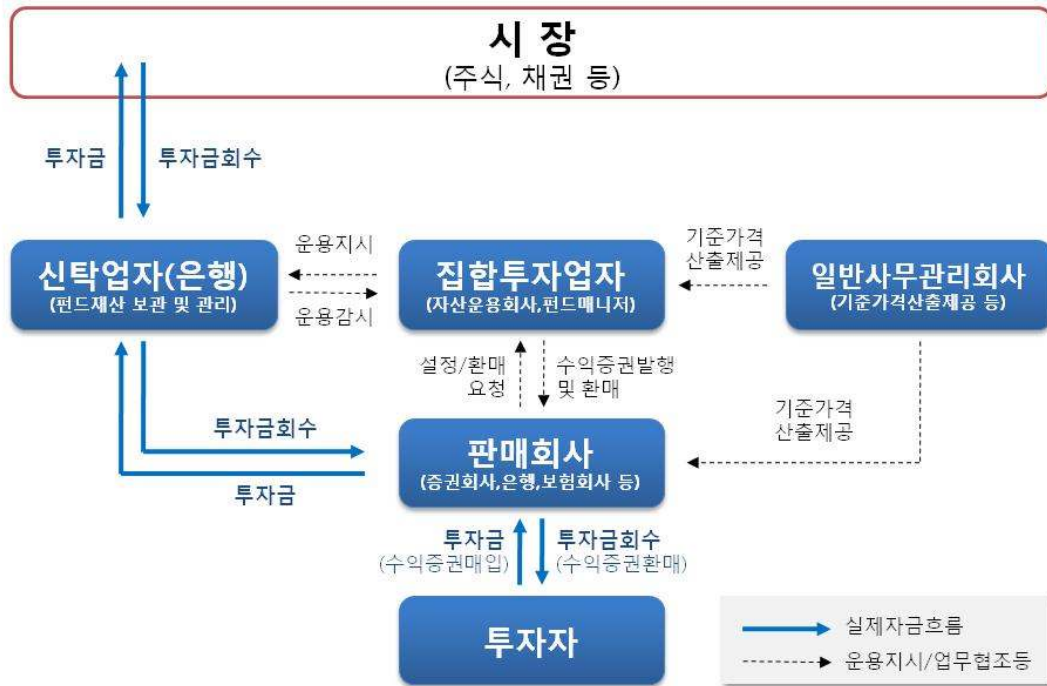 시 장
(주식, 채권 등)
투자금
투자금회수
신탁업자(은행)
(펀드재산 보관 및 관리)
운용지시
운용감시
집합투자업자
(자산운용회사,펀드매니저)
기준가격
산출제공
일반사무관리회사
(기준가격산출제공 등)
설정/환매
요청
수익증권발행
및 환매
기준가격
산출제공
투자금회수
투자금
판매회사
(증권회사,은행,보험회사 등)
투자금
(수익증권매입)
투자금회수
(수익증권환매)
투자자
실제자금흐름
운용지시/업무협조등